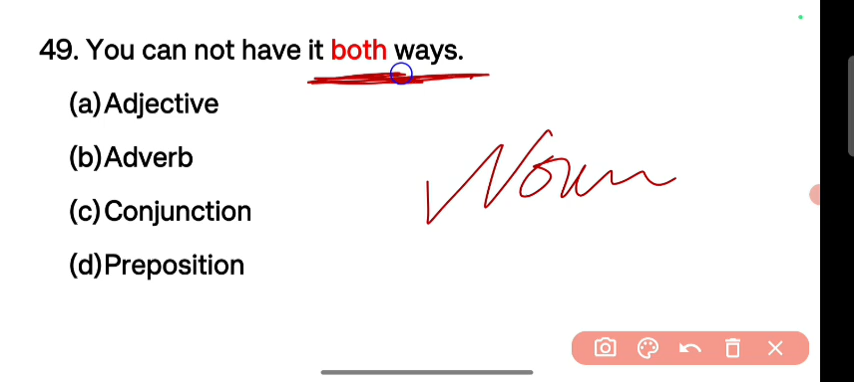 49. You can not have it both ways.
(a) Adjective
(b) Adverb
(c) Conjunction
(d) Preposition
Noun